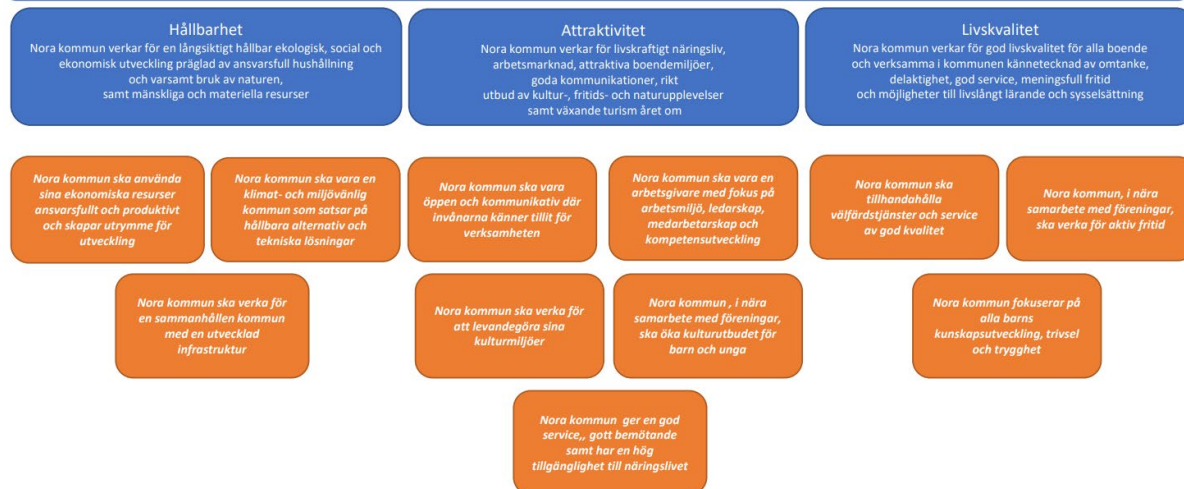 Hållbarhet
Nora kommun verkar för en långsiktigt hållbar ekologisk, social och
ekonomisk utveckling präglad av ansvarsfull hushållning
och varsamt bruk av naturen,
samt mänskliga och materiella resurser
Attraktivitet
Nora kommun verkar för livskraftigt näringsliv,
arbetsmarknad, attraktiva boendemiljöer,
goda kommunikationer, rikt
utbud av kultur-, fritids- och naturupplevelser
samt växande turism året om
Livskvalitet
Nora kommun verkar för god livskvalitet för alla boende
och verksamma i kommunen kännetecknad av omtanke,
delaktighet, god service, meningsfull fritid
och möjligheter till livslångt lärande och sysselsättning
Nora kommun ska använda
sina ekonomiska resurser
ansvarsfullt och produktivt
och skapar utrymme för
utveckling
Nora kommun ska vara en
klimat- och miljövänlig
kommun som satsar på
hållbara alternativ och
tekniska lösningar
Nora kommun ska vara
öppen och kommunikativ där
invånarna känner tillit för
verksamheten
Nora kommun ska vara en
arbetsgivare med fokus på
arbetsmiljö, ledarskap,
medarbetarskap och
kompetensutveckling
Nora kommun ska
tillhandahålla
välfärdstjänster och service
av god kvalitet
Nora kommun, i nära
samarbete med föreningar,
ska verka för aktiv fritid
Nora kommun ska verka för
en sammanhållen kommun
med en utvecklad
infrastruktur
Nora kommun ska verka för
att levandegöra sina
kulturmiljöer
Nora kommun , i nära
samarbete med föreningar,
ska öka kulturutbudet för
barn och unga
Nora kommun fokuserar på
alla barns
kunskapsutveckling, trivsel
och trygghet
Nora kommun  ger en god
service,, gott bemötande
samt har en hög
tillgänglighet till näringslivet